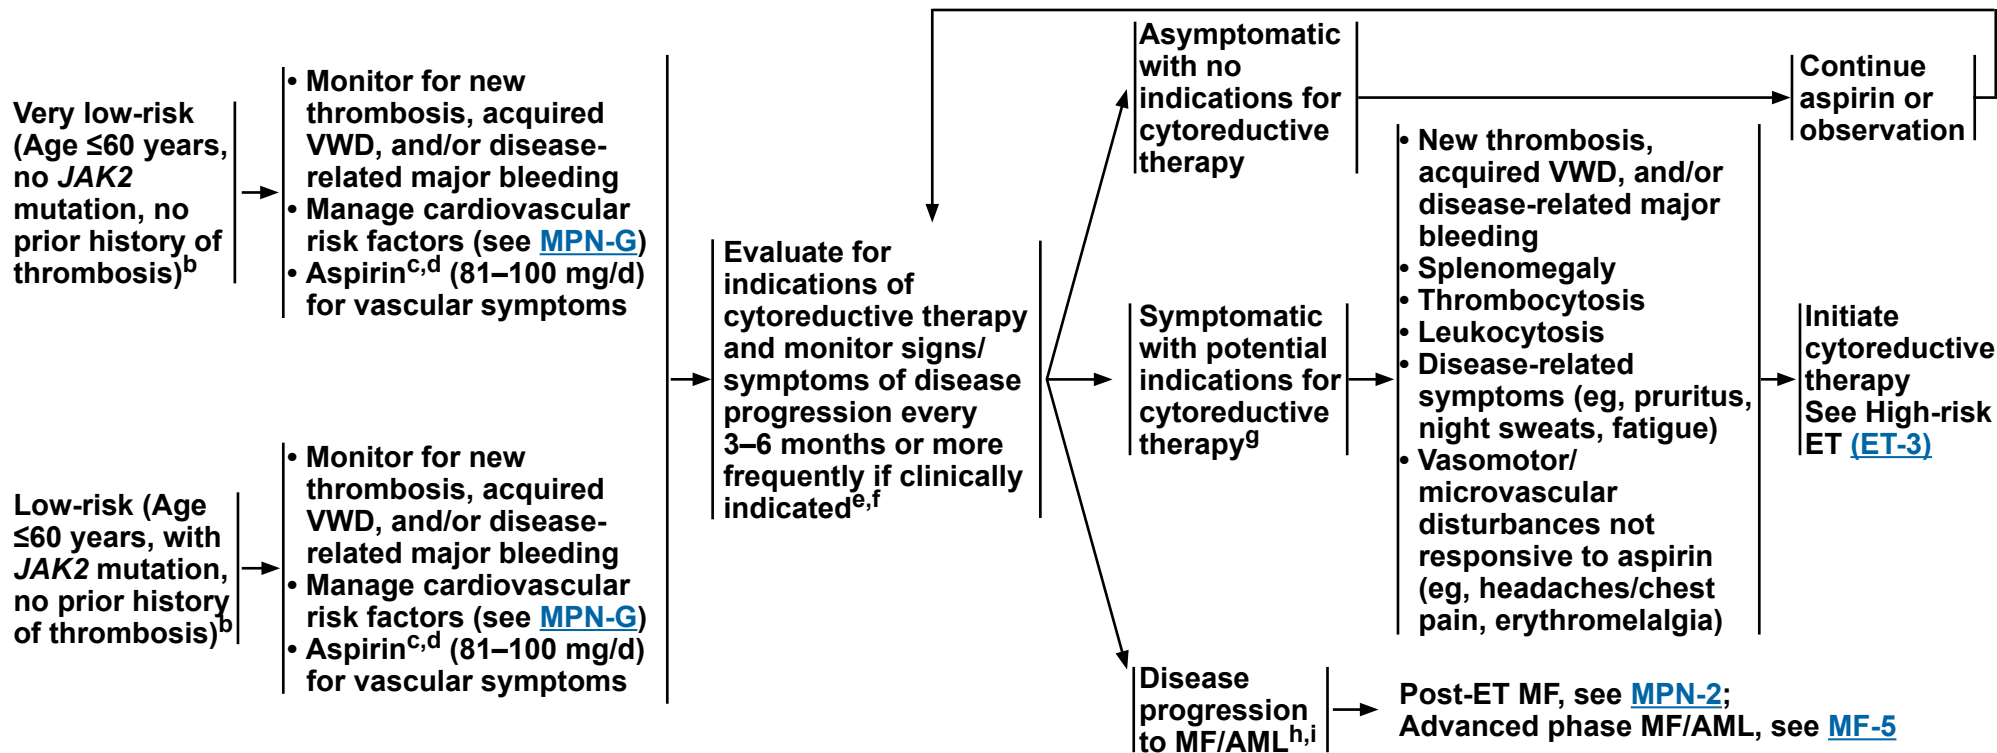 Very low-risk
(Age ≤60 years,
no JAK2
mutation, no
prior history of
thrombosis)b
• Monitor for new
thrombosis, acquired
VWD, and/or disease-
related major bleeding
• Manage cardiovascular
risk factors (see MPN-G)
• Aspirinc,d (81–100 mg/d)
for vascular symptoms
Low-risk (Age
≤60 years, with
JAK2 mutation,
no prior history
of thrombosis)b
• Monitor for new
thrombosis, acquired
VWD, and/or disease-
related major bleeding
• Manage cardiovascular
risk factors (see MPN-G)
• Aspirinc,d (81–100 mg/d)
for vascular symptoms
Evaluate for
indications of
cytoreductive therapy
and monitor signs/
symptoms of disease
progression every
3–6 months or more
frequently if clinically
indicatede,f
Asymptomatic
with no
indications for
cytoreductive
therapy
Continue
aspirin or
observation
Symptomatic
with potential
indications for
cytoreductive
therapyg
• New thrombosis,
acquired VWD, and/or
disease-related major
bleeding
• Splenomegaly
• Thrombocytosis
• Leukocytosis
• Disease-related
symptoms (eg, pruritus,
night sweats, fatigue)
• Vasomotor/
microvascular
disturbances not
responsive to aspirin
(eg, headaches/chest
pain, erythromelalgia)
Initiate
cytoreductive
therapy
See High-risk
ET (ET-3)
Disease
progression
to MF/AMLh,i
Post-ET MF, see MPN-2;
Advanced phase MF/AML, see MF-5